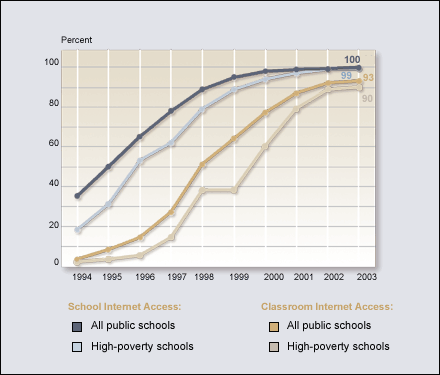 Percent
100
100
99
93
90
80
60
40
20
0
1994 1995 1996 1997 1998 1999 2000 2001 2002 2003
School Internet Access: Classroom Internet Access:
All public schools All public schools
High-poverty schools High-poverty schools